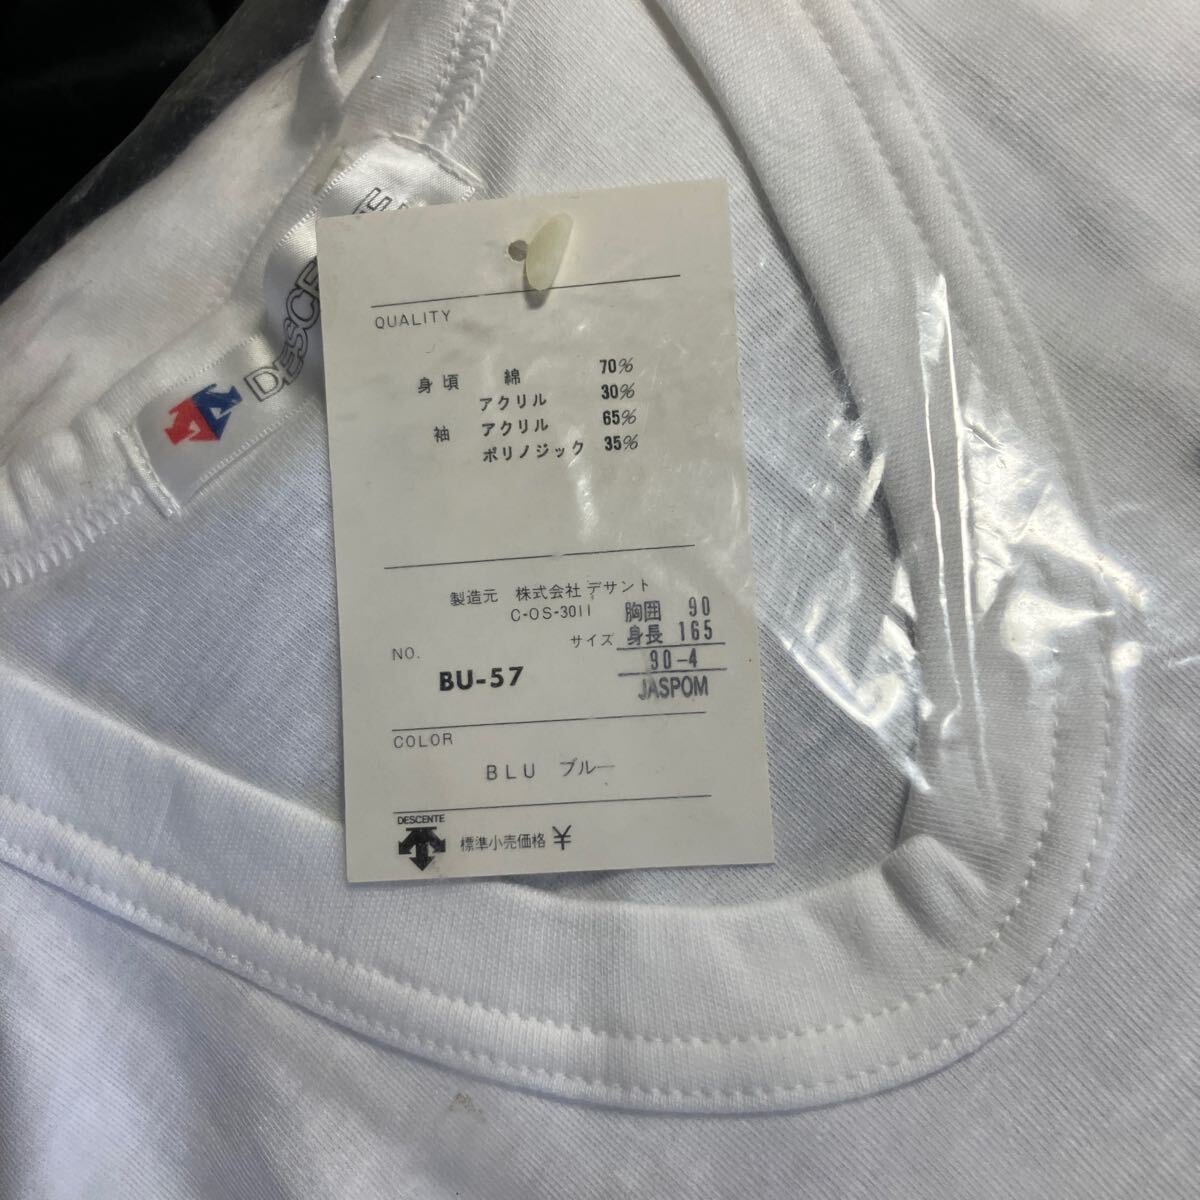 DESCE
QUALITY
身頃 綿 70%
アクリル 30%
袖 アクリル 65%
ポリノジック 35%
製造元 株式会社 デサント
C-OS-3011
サイズ
胸囲 90
身長 165
90-4
JASPOM
NO.
BU-57
COLOR
BLU ブルー
DESCENTE
標準小売価格 ¥